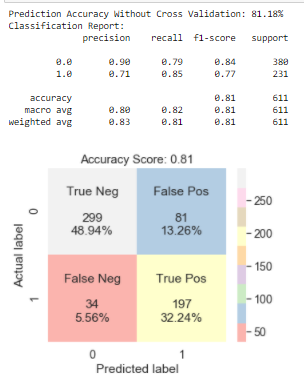 Prediction Accuracy Without Cross Validation: 81.18%
Classification Report:
precision recall f1-score support
0.0 0.90 0.79 0.84 380
1.0 0.71 0.85 0.77 231
accuracy 0.81 611
macro avg 0.80 0.82 0.81 611
weighted avg 0.83 0.81 0.81 611
Accuracy Score: 0.81
True Neg False Pos
299 81
48.94% 13.26%
False Neg True Pos
34 197
5.56% 32.24%
0
1
Actual label
0 1
Predicted label
250
200
150
100
50